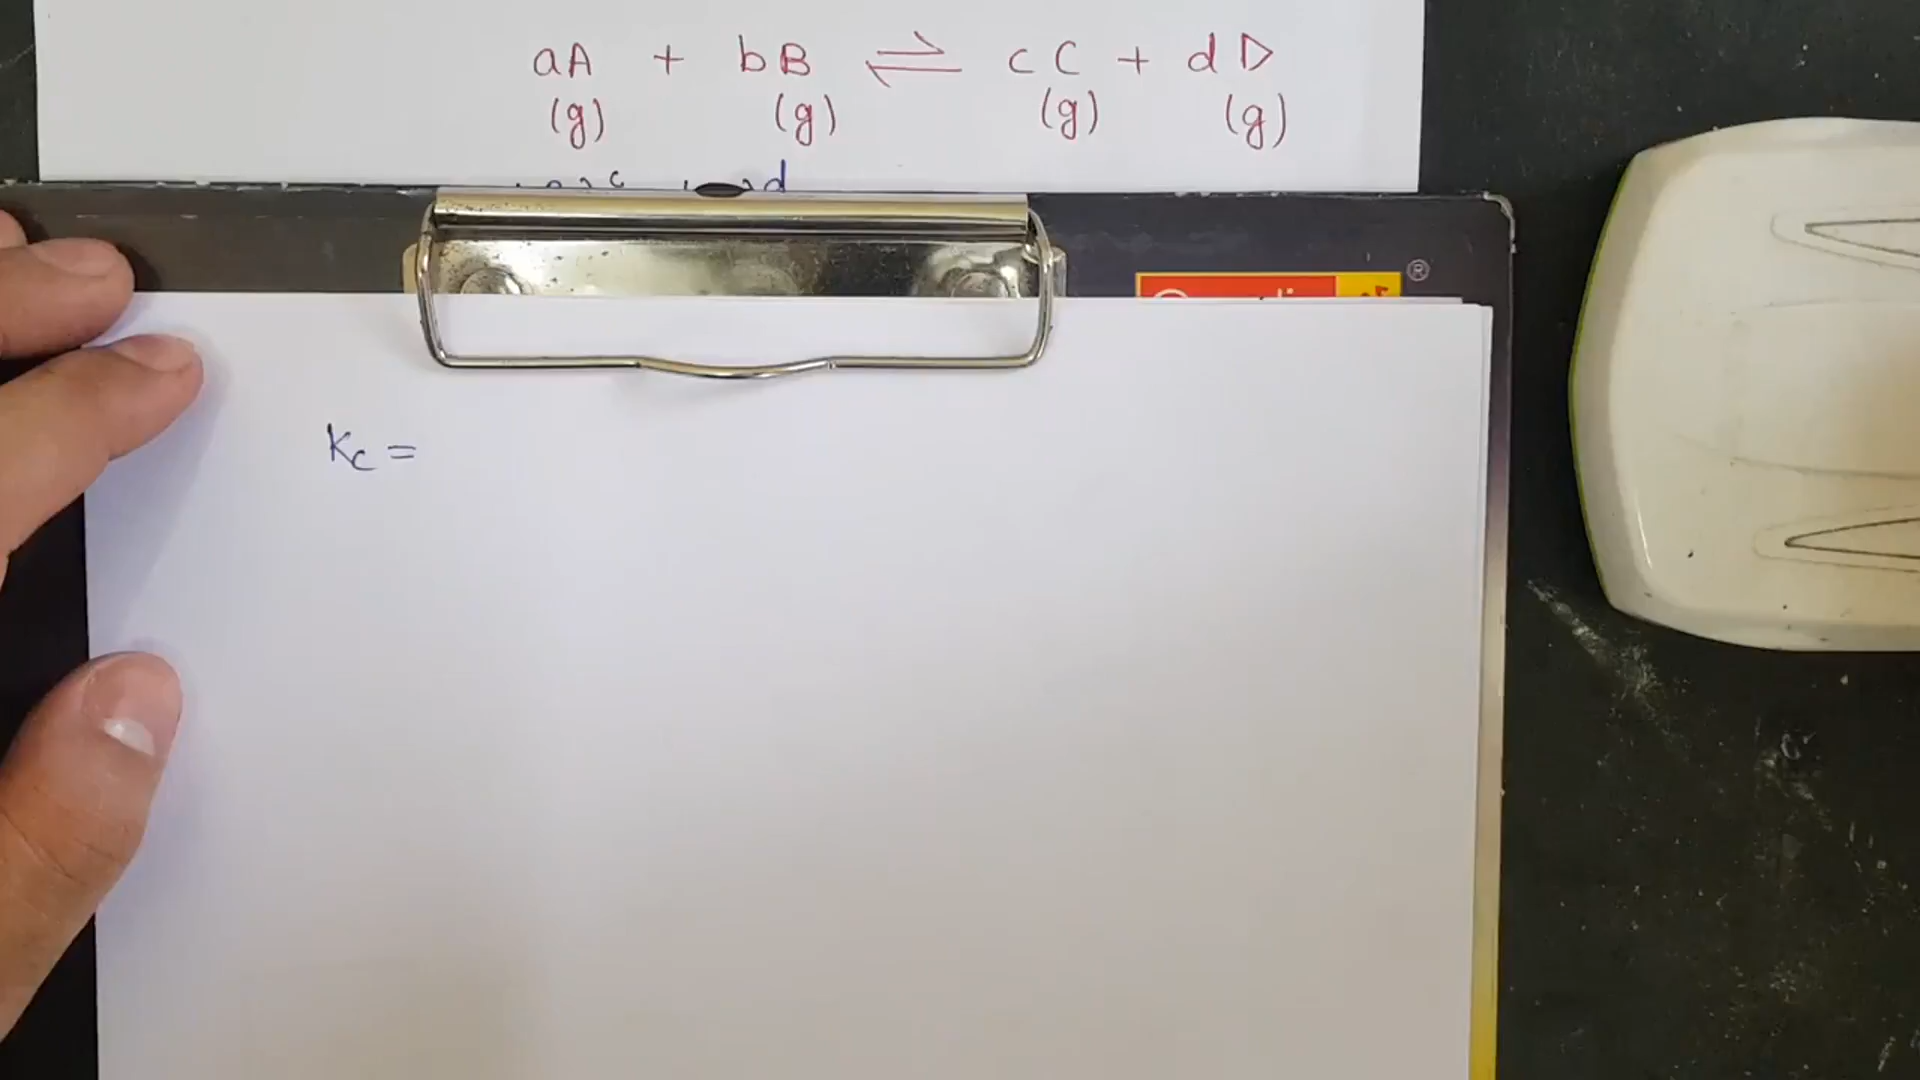 aA + bB ⇌ cC + dD
(g) (g) (g) (g)
c d
®
Kc =